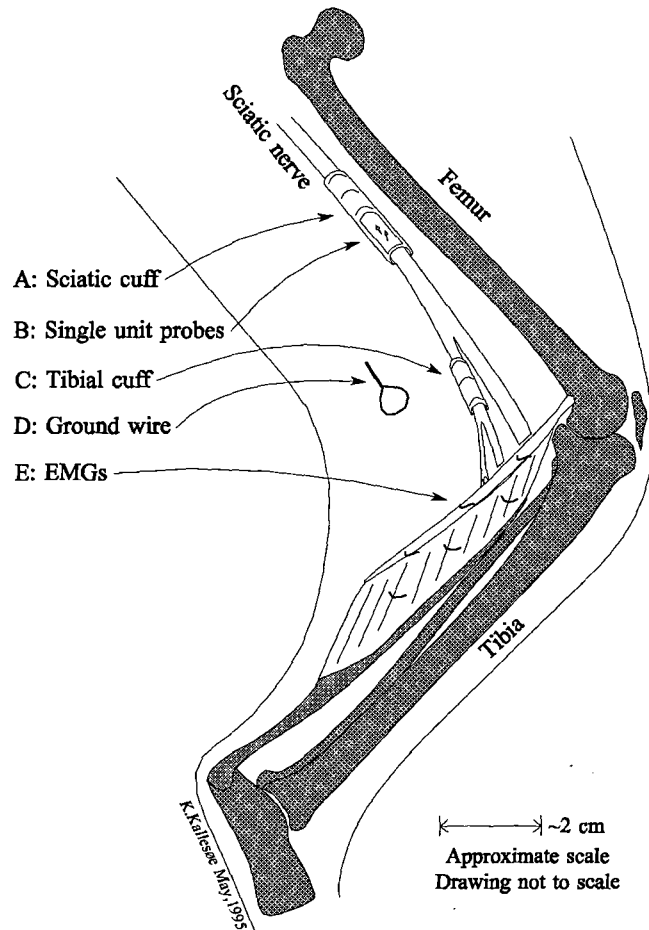 Sciatic nerve
Femur
A: Sciatic cuff
B: Single unit probes
C: Tibial cuff
D: Ground wire
E: EMGs
Tibia
K.Kallesøe May,1995
~2 cm
Approximate scale
Drawing not to scale